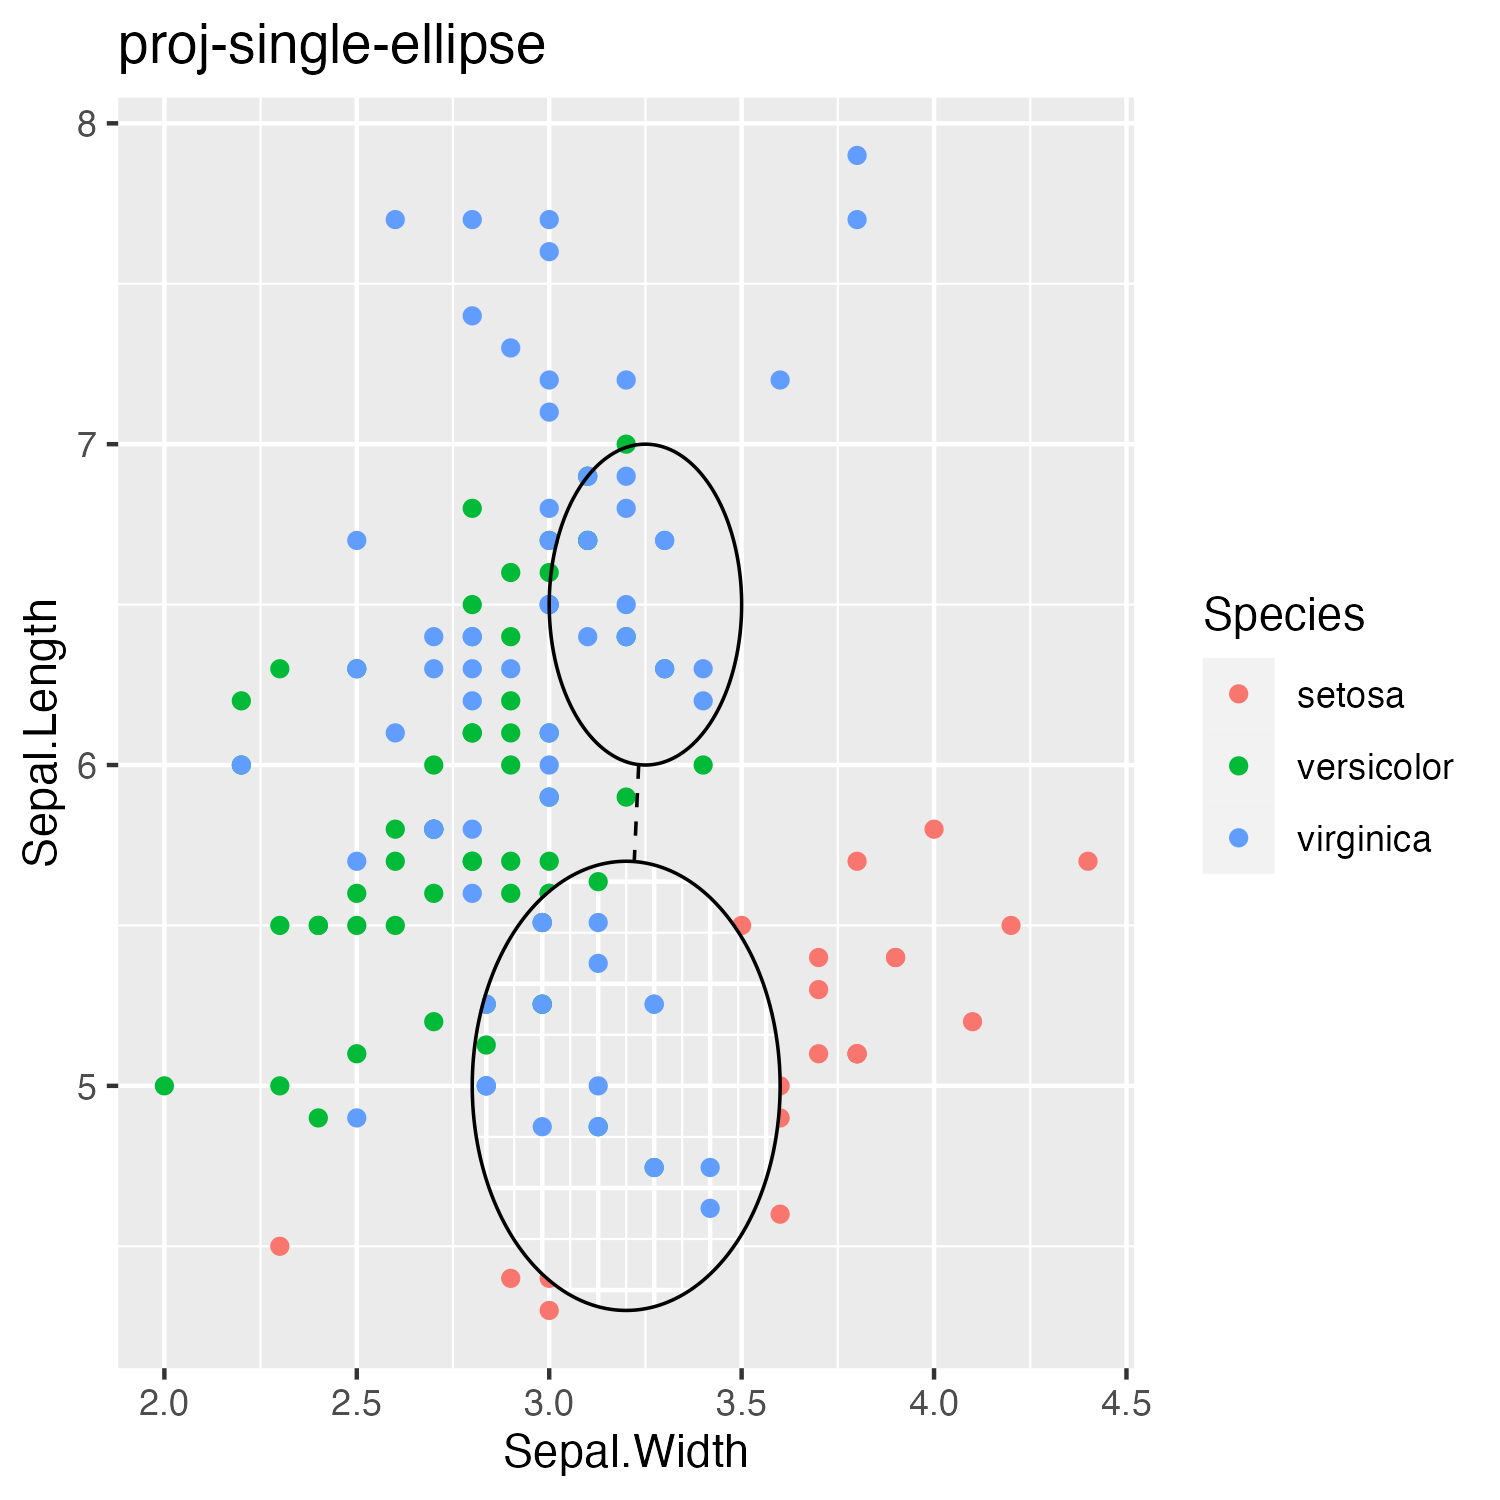 proj-single-ellipse
8
7
6
5
Sepal.Length
2.0 2.5 3.0 3.5 4.0 4.5
Sepal.Width
Species
setosa
versicolor
virginica